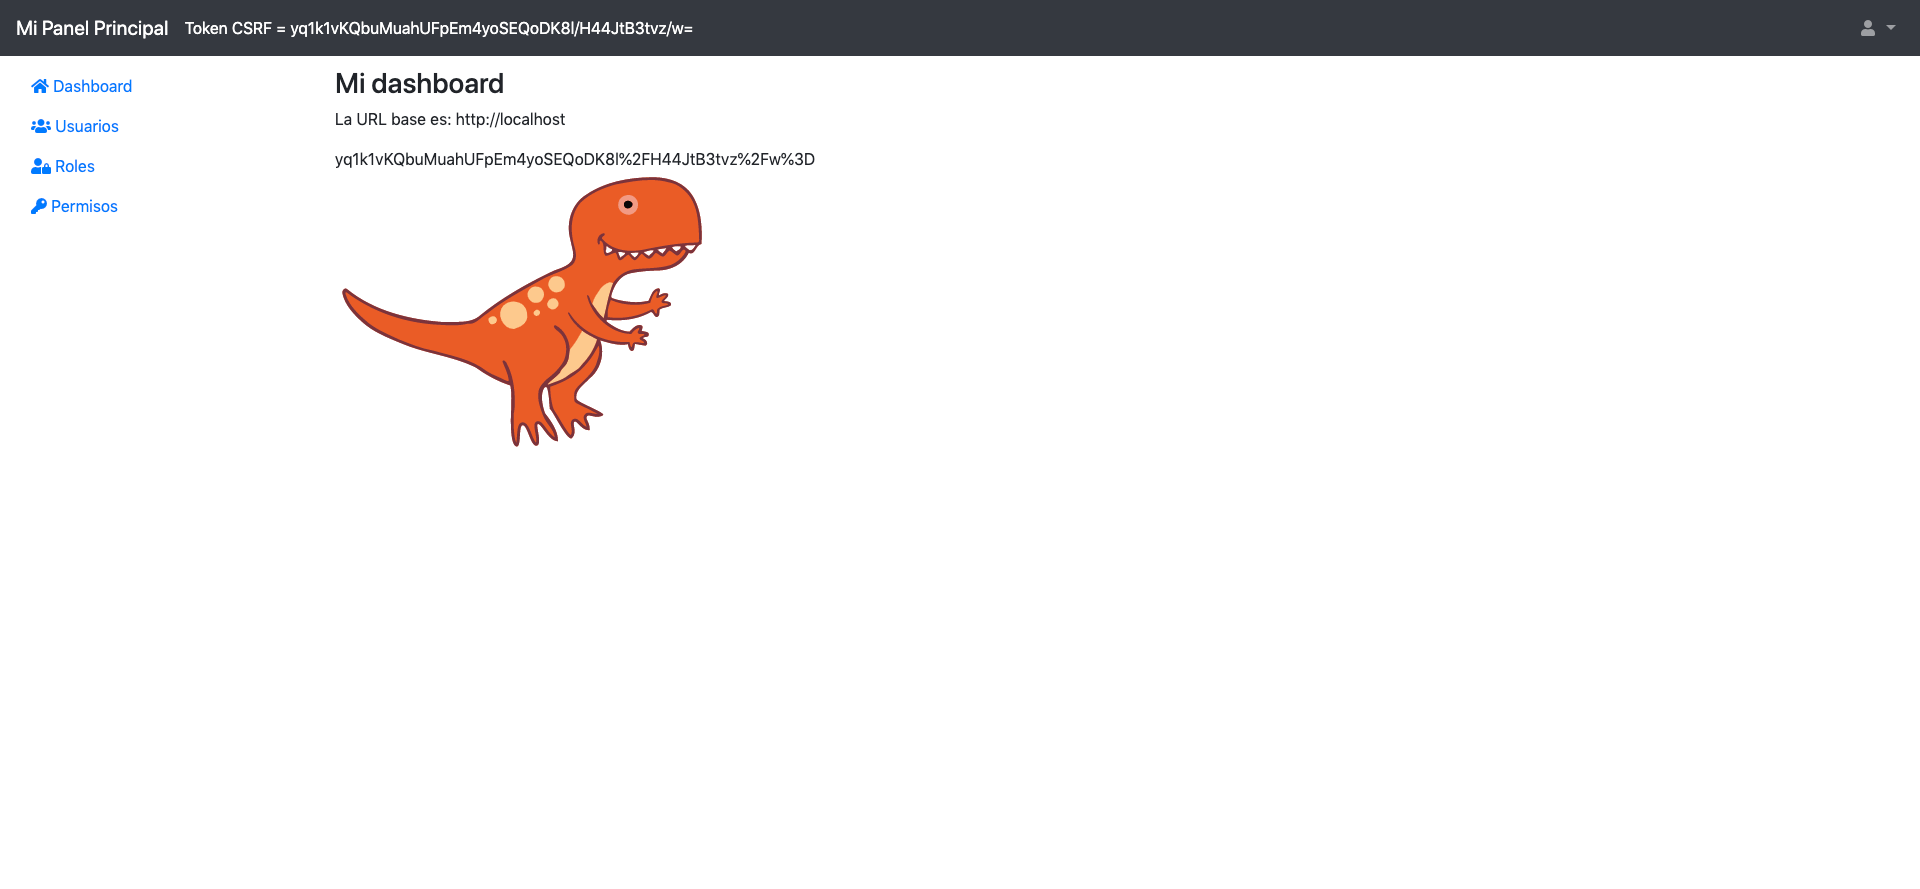 Mi Panel Principal Token CSRF = yq1k1vKQbuMuahUFpEm4yoSEQoDK8l/H44JtB3tvz/w=
Dashboard
Usuarios
Roles
Permisos
Mi dashboard
La URL base es: http://localhost
yq1k1vKQbuMuahUFpEm4yoSEQoDK8l%2FH44JtB3tvz%2Fw%3D